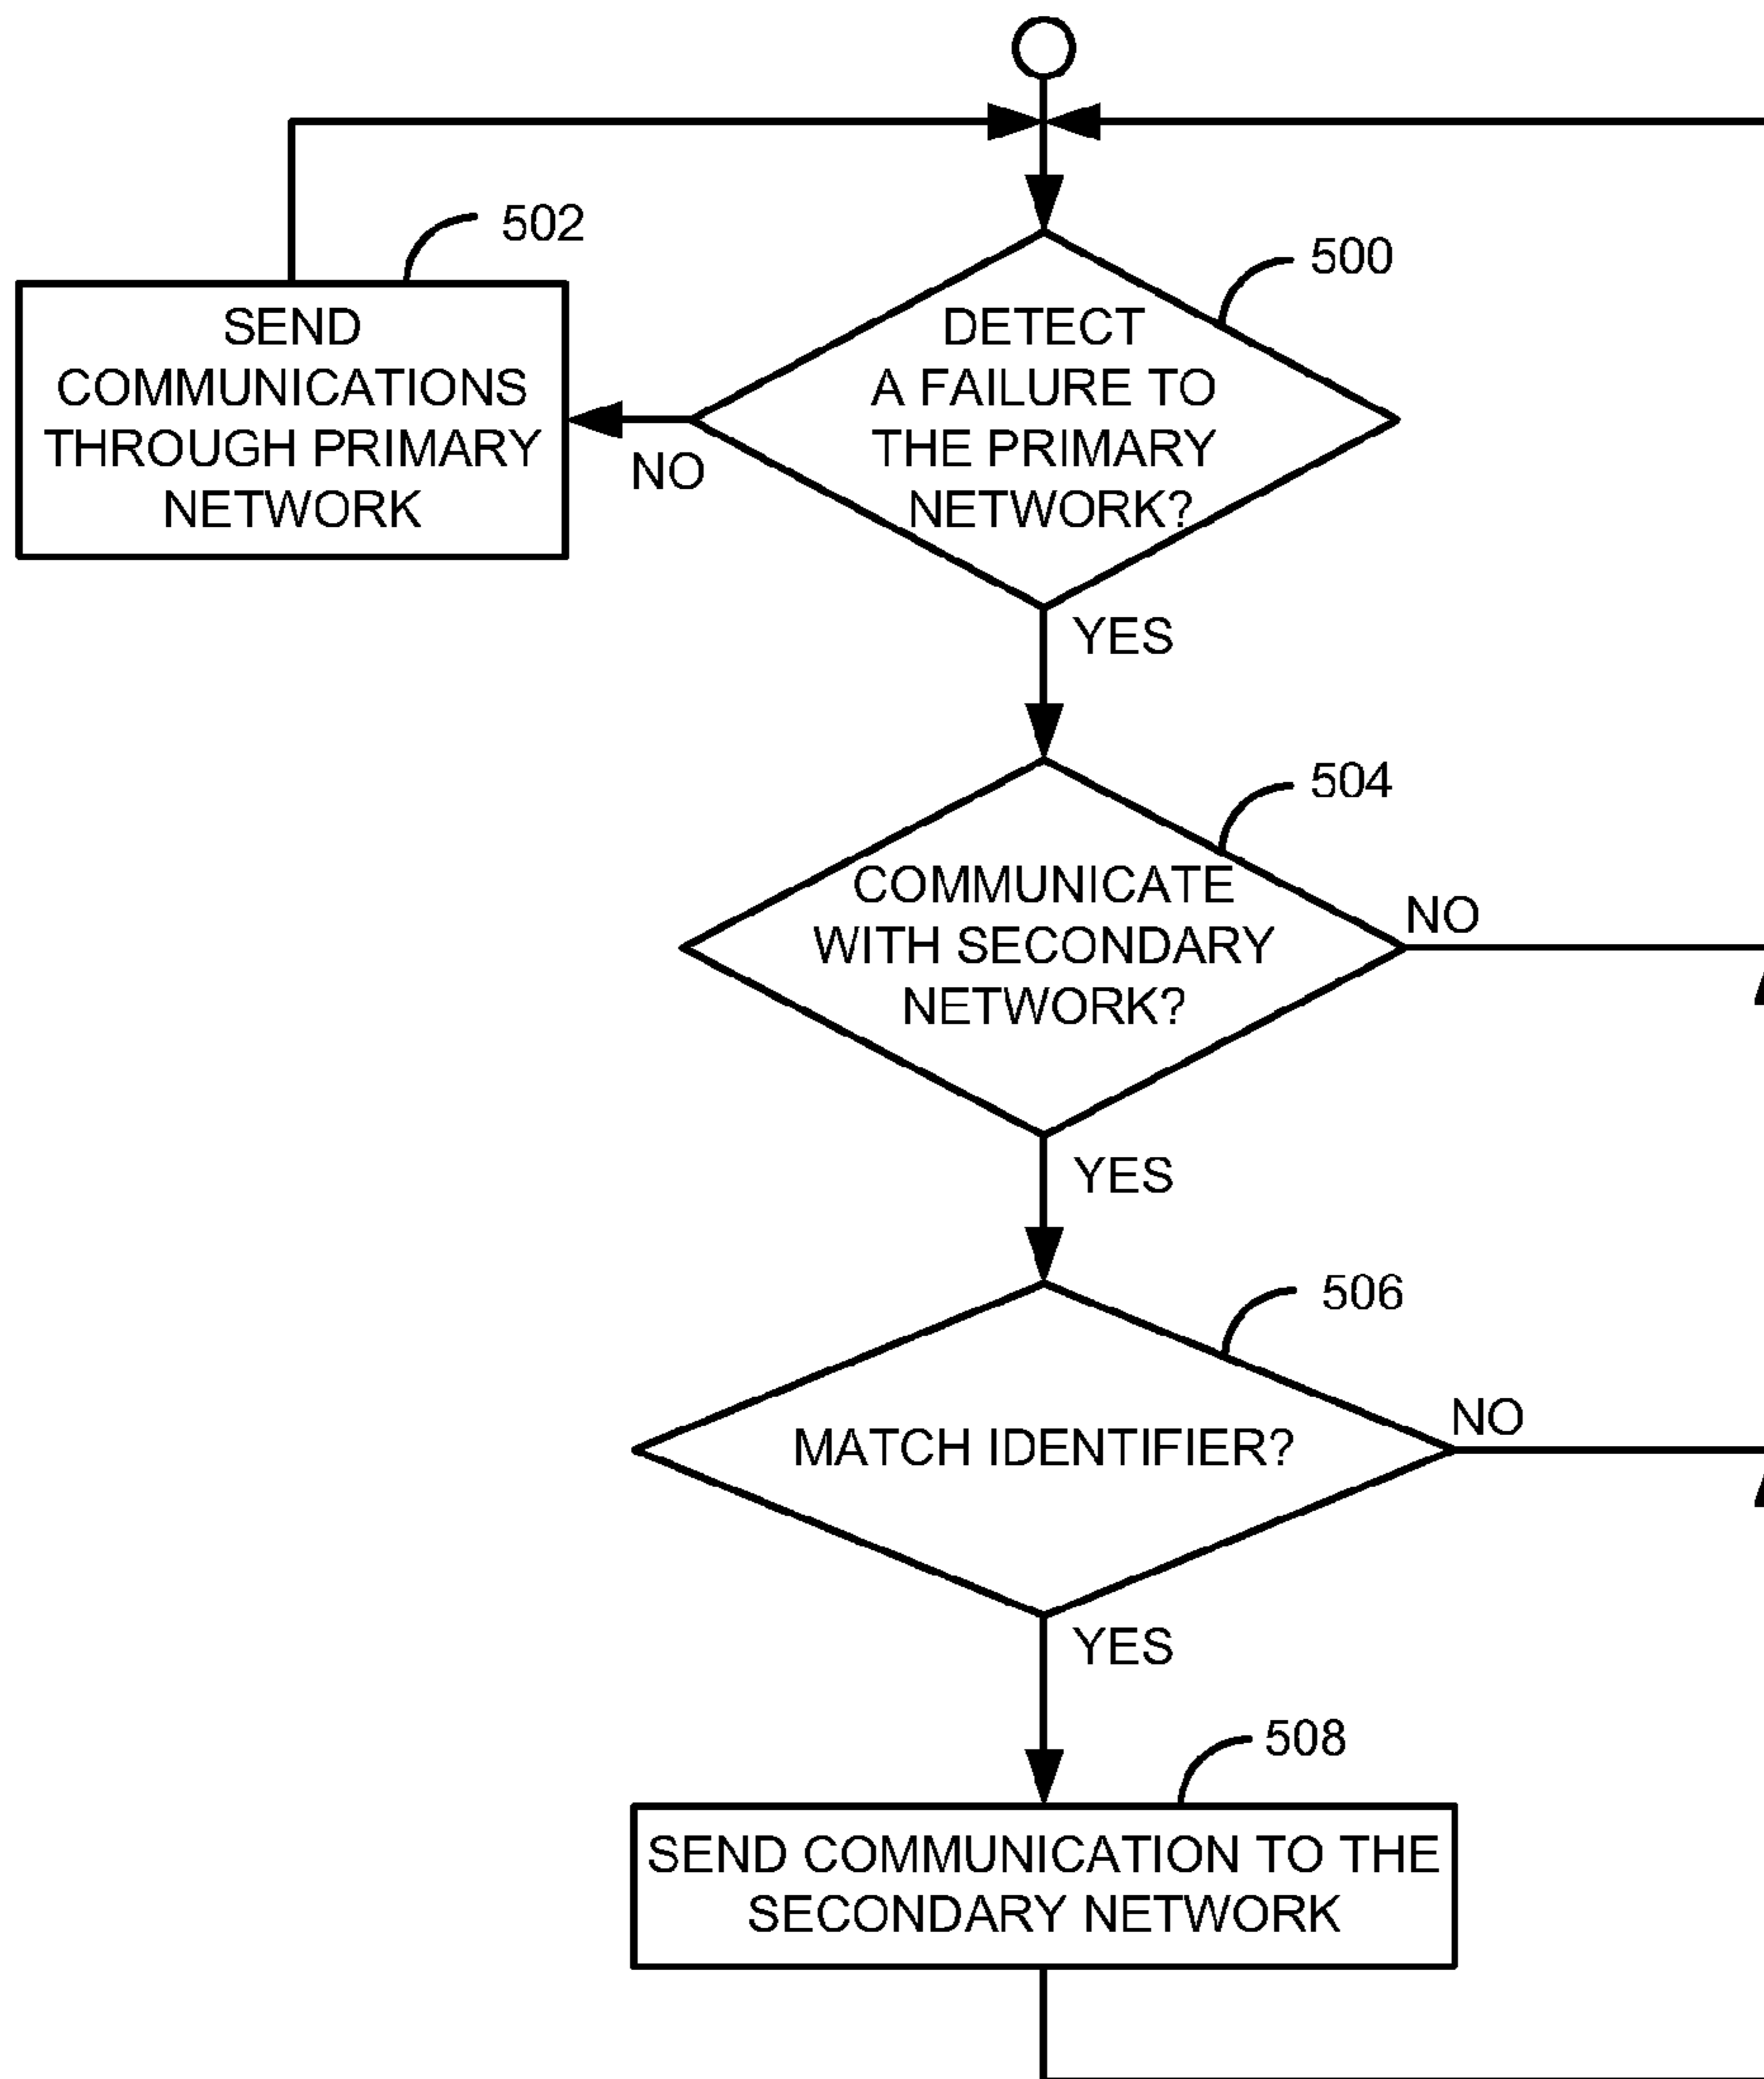 502
500
SEND
COMMUNICATIONS
THROUGH PRIMARY
NETWORK
DETECT
A FAILURE TO
THE PRIMARY
NETWORK?
NO
YES
504
COMMUNICATE
WITH SECONDARY
NETWORK?
NO
YES
506
MATCH IDENTIFIER?
NO
YES
508
SEND COMMUNICATION TO THE
SECONDARY NETWORK